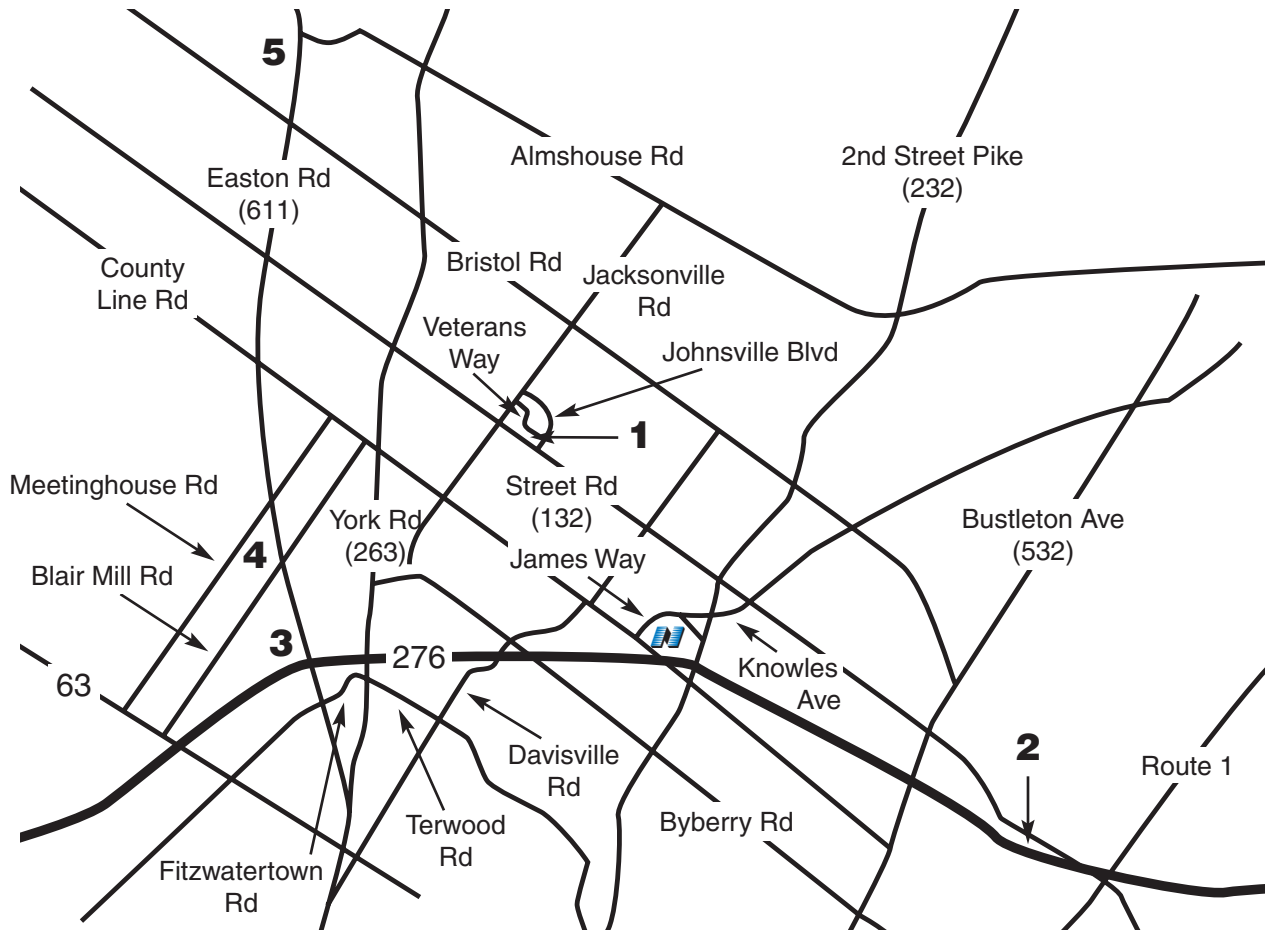 5
Almshouse Rd
2nd Street Pike
(232)
Easton Rd
(611)
County
Line Rd
Bristol Rd
Jacksonville
Rd
Veterans
Way
Johnsville Blvd
1
Meetinghouse Rd
Street Rd
(132)
York Rd
(263)
Bustleton Ave
(532)
4
James Way
Blair Mill Rd
3
276
N
63
Knowles
Ave
Davisville
Rd
2
Route 1
Terwood
Rd
Byberry Rd
Fitzwatertown
Rd